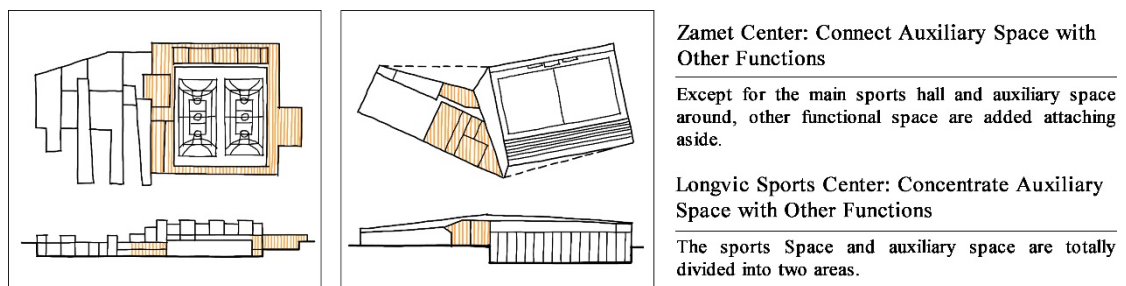 Zamet Center: Connect Auxiliary Space with
Other Functions
Except for the main sports hall and auxiliary space
around, other functional space are added attaching
aside.
Longvic Sports Center: Concentrate Auxiliary
Space with Other Functions
The sports Space and auxiliary space are totally
divided into two areas.